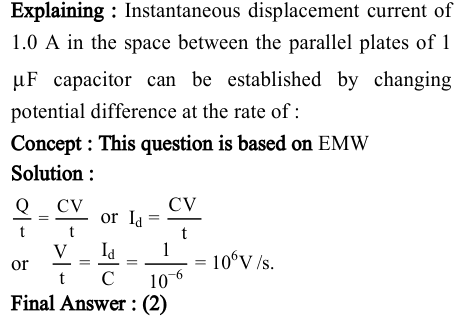 Explaining : Instantaneous displacement current of
1.0 A in the space between the parallel plates of 1
μF capacitor can be established by changing
potential difference at the rate of :
Concept : This question is based on EMW
Solution :
Q/t = CV/t or I_d = CV/t
or V/t = I_d/C = 1/10⁻⁶ = 10⁶V/s.
Final Answer : (2)